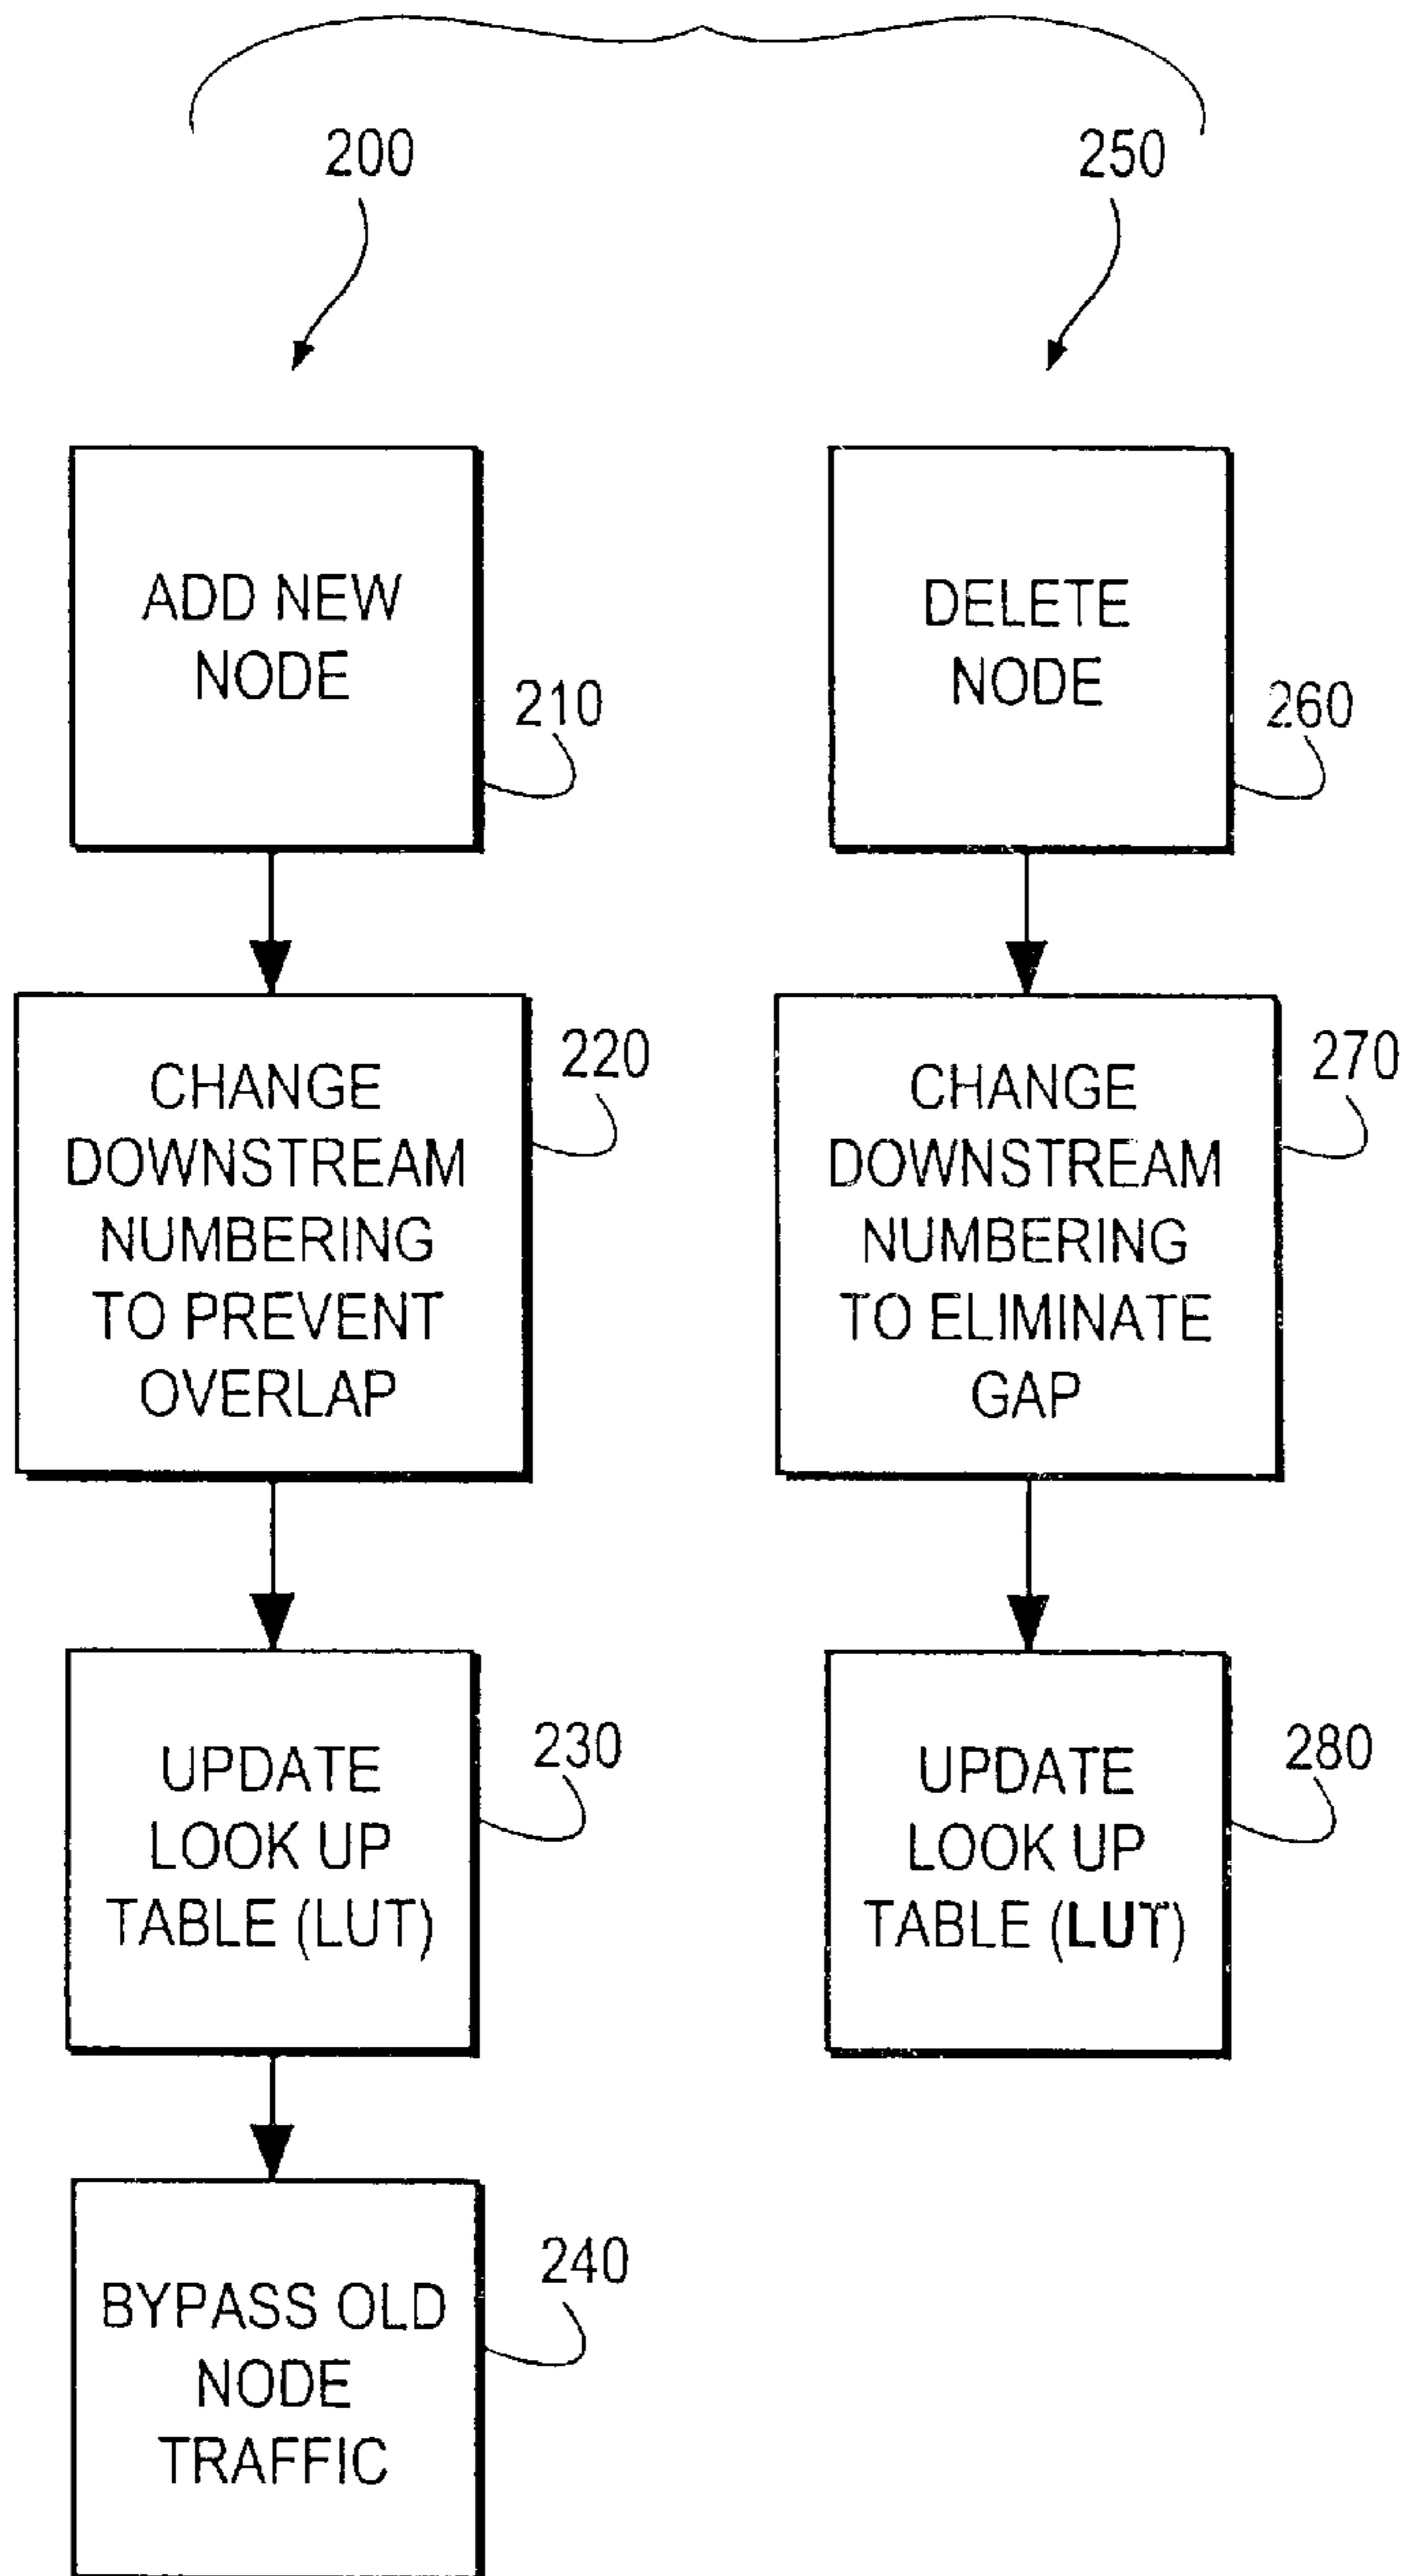 200
250
ADD NEW
NODE
210
DELETE
NODE
260
CHANGE
DOWNSTREAM
NUMBERING
TO PREVENT
OVERLAP
220
CHANGE
DOWNSTREAM
NUMBERING
TO ELIMINATE
GAP
270
UPDATE
LOOK UP
TABLE (LUT)
230
UPDATE
LOOK UP
TABLE (LUT)
280
BYPASS OLD
NODE
TRAFFIC
240